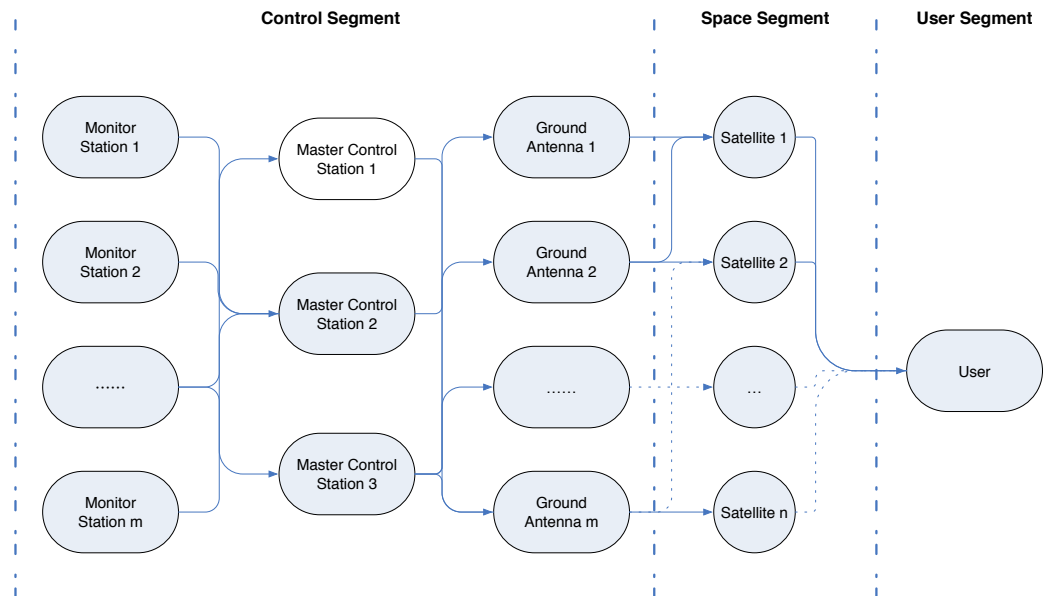 Control Segment
Space Segment
User Segment
Monitor
Station 1
Monitor
Station 2
......
Monitor
Station m
Master Control
Station 1
Master Control
Station 2
Master Control
Station 3
Ground
Antenna 1
Ground
Antenna 2
......
Ground
Antenna m
Satellite 1
Satellite 2
...
Satellite n
User